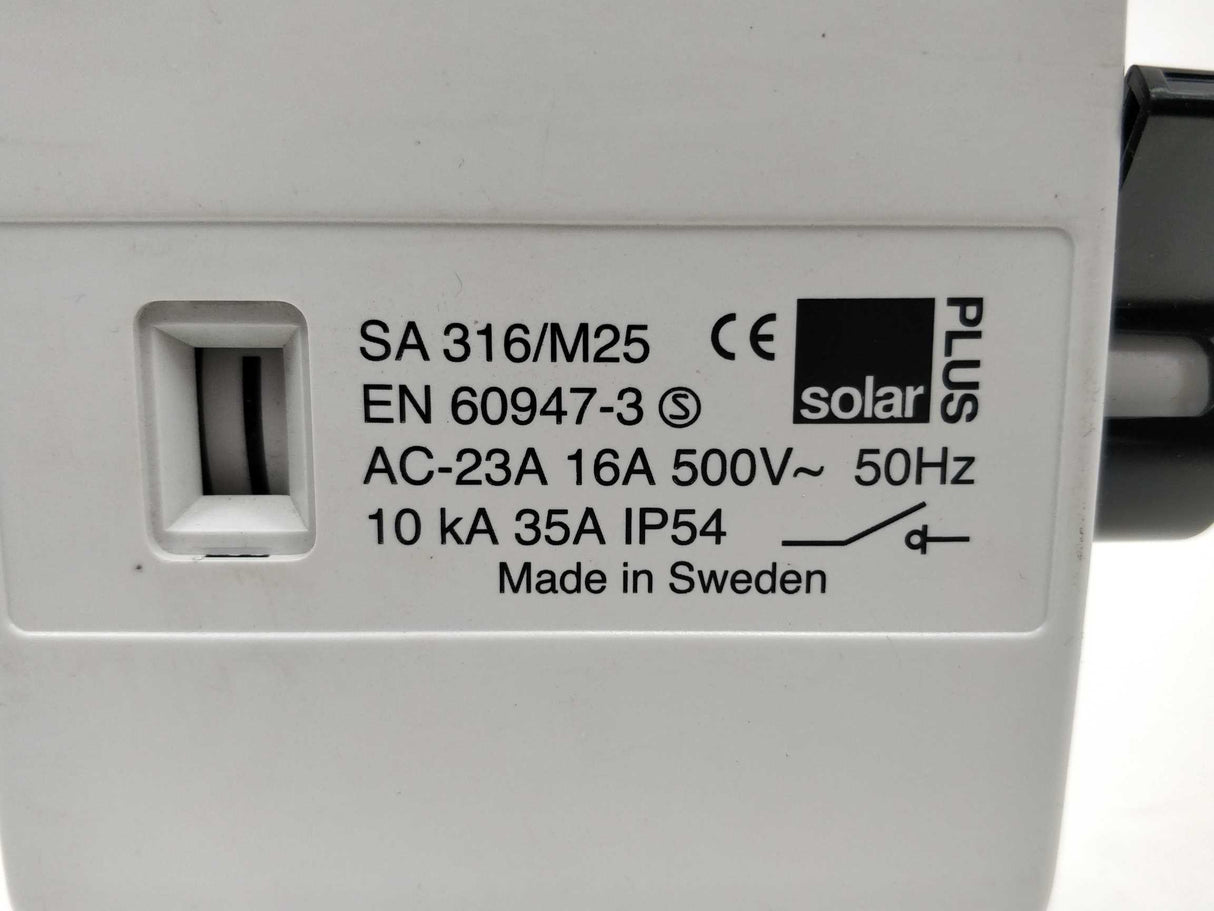 SA 316/M25 CE
solar PLUS
EN 60947-3 Ⓢ
AC-23A 16A 500V~ 50Hz
10 kA 35A IP54
Made in Sweden